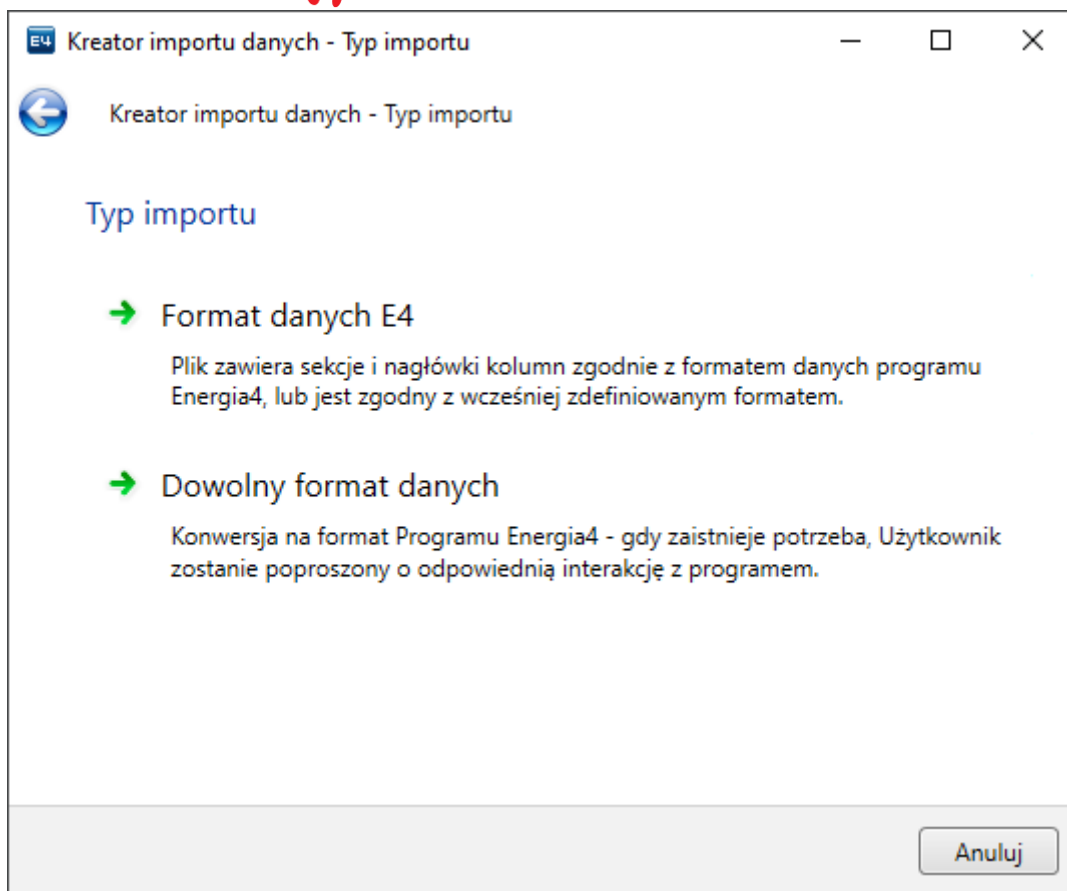 E4 Kreator importu danych - Typ importu
Kreator importu danych - Typ importu
Typ importu
Format danych E4
Plik zawiera sekcje i nagłówki kolumn zgodnie z formatem danych programu
Energia4, lub jest zgodny z wcześniej zdefiniowanym formatem.
Dowolny format danych
Konwersja na format Programu Energia4 - gdy zaistnieje potrzeba, Użytkownik
zostanie poproszony o odpowiednią interakcję z programem.
Anuluj